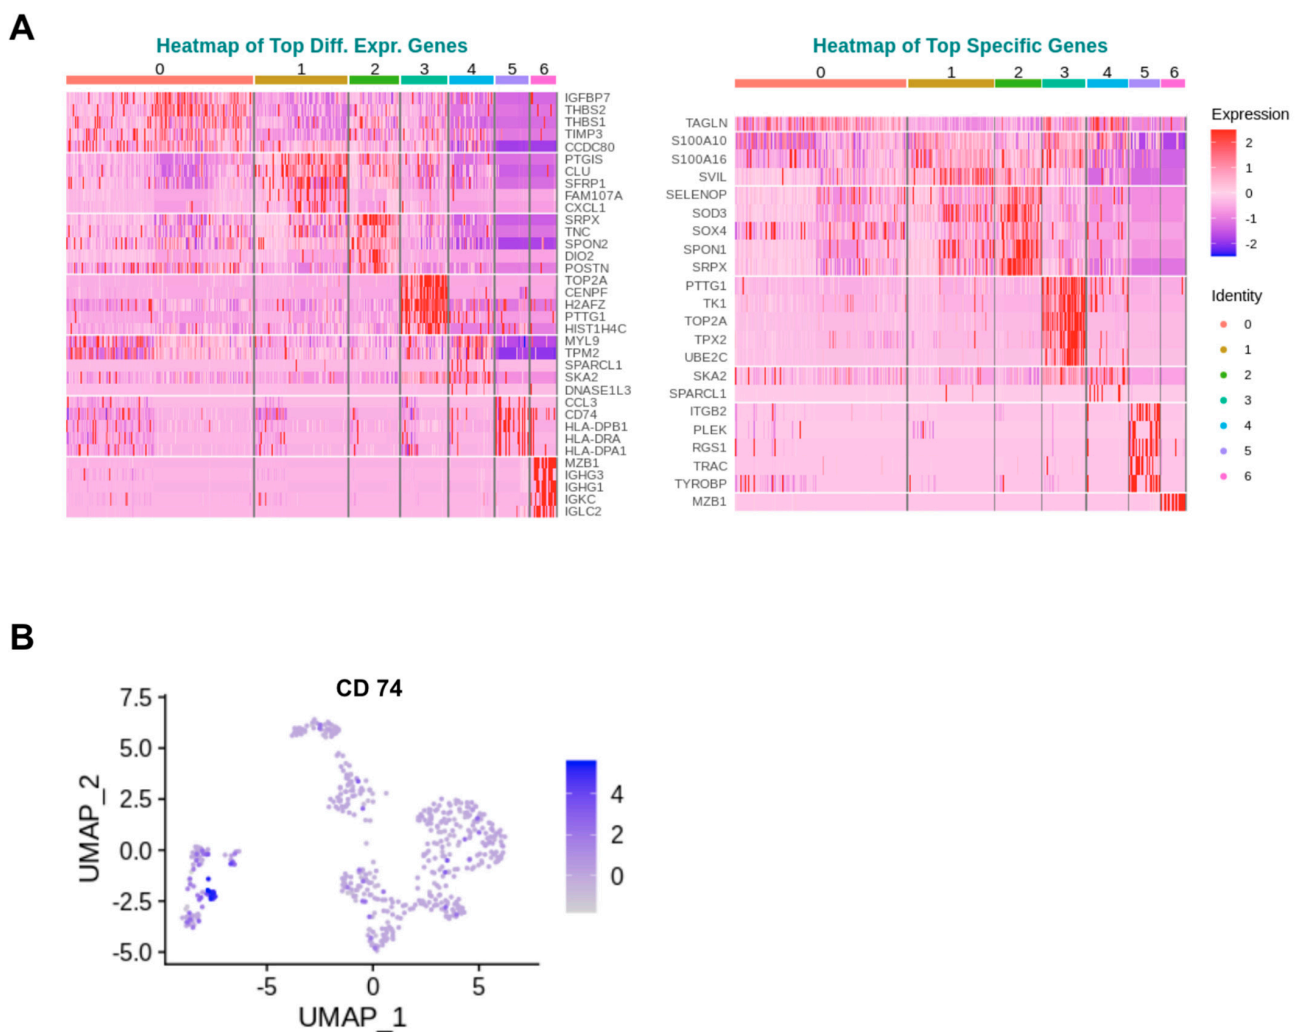 A
Heatmap of Top Diff. Expr. Genes
0 1 2 3 4 5 6
IGFBP7
THBS2
THBS1
TIMP3
CCDC80
PTGIS
CLU
SFRP1
FAM107A
CXCL1
SRPX
TNC
SPON2
DIO2
POSTN
TOP2A
CENPF
H2AFZ
PTTG1
HIST1H4C
MYL9
TPM2
SPARCL1
SKA2
DNASE1L3
CCL3
CD74
HLA-DPB1
HLA-DRA
HLA-DPA1
MZB1
IGHG3
IGHG1
IGKC
IGLC2
Heatmap of Top Specific Genes
0 1 2 3 4 5 6
TAGLN
S100A10
S100A16
SVIL
SELENOP
SOD3
SOX4
SPON1
SRPX
PTTG1
TK1
TOP2A
TPX2
UBE2C
SKA2
SPARCL1
ITGB2
PLEK
RGS1
TRAC
TYROBP
MZB1
Expression
2
1
0
-1
-2
Identity
0
1
2
3
4
5
6
B
CD 74
7.5
5.0
2.5
0.0
-2.5
-5.0
UMAP_2
-5 0 5
UMAP_1
4
2
0